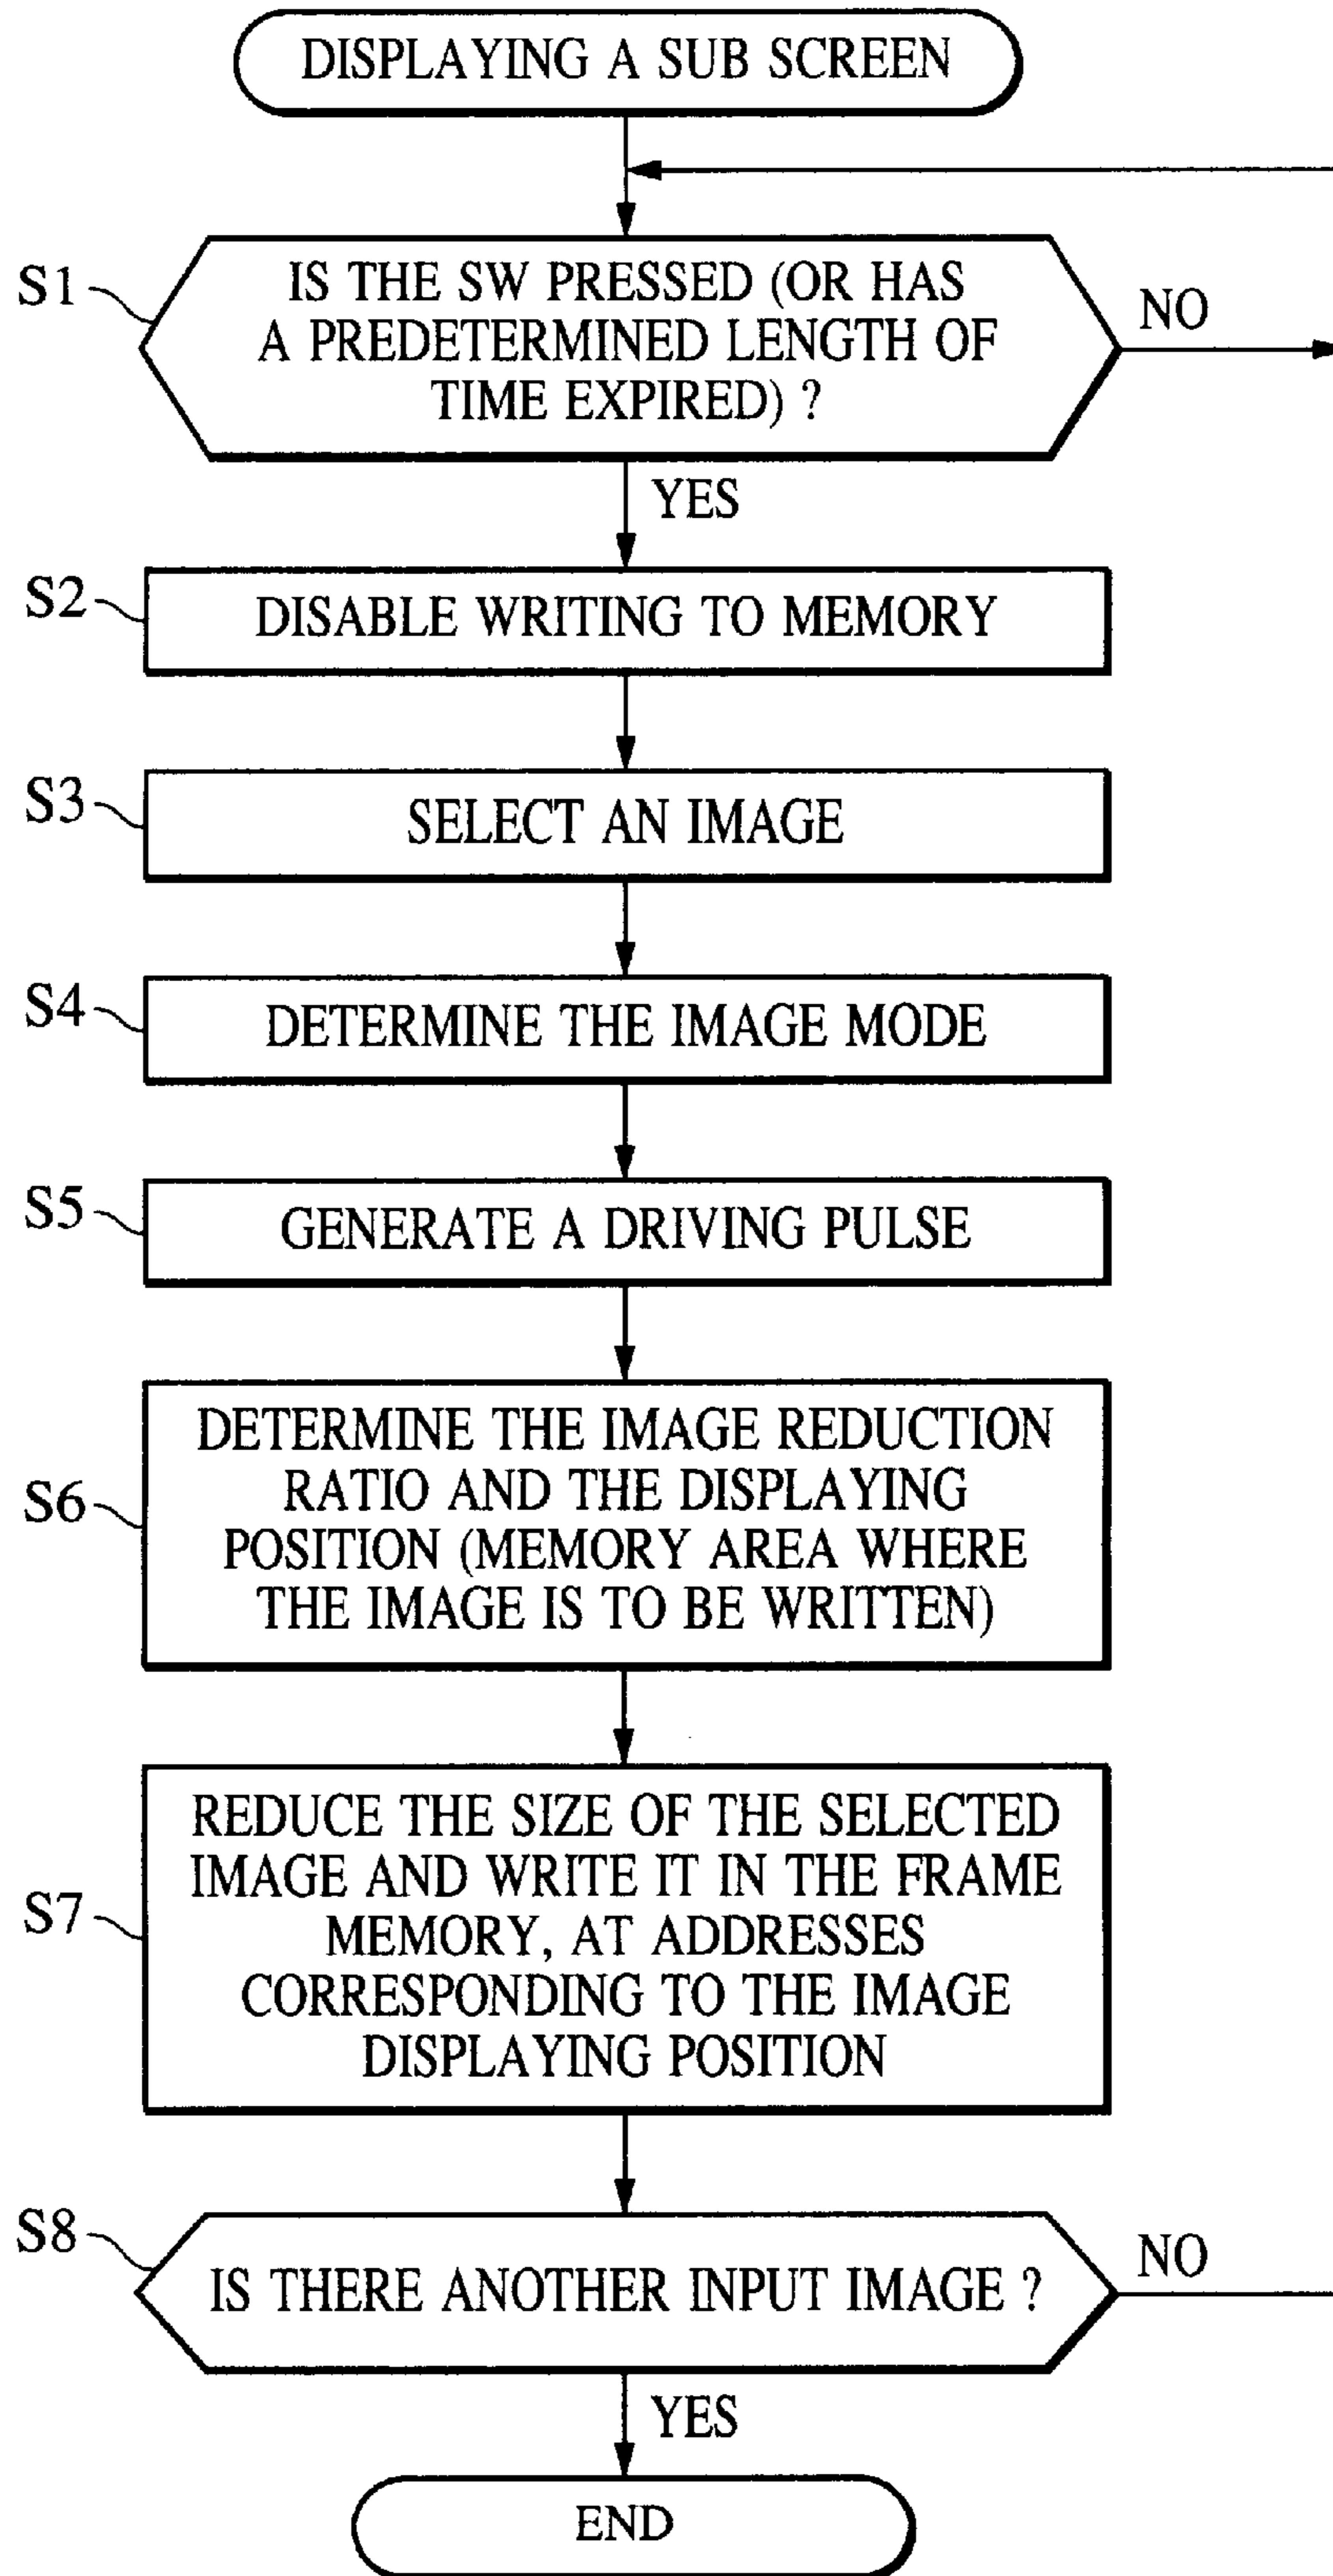 DISPLAYING A SUB SCREEN
S1
IS THE SW PRESSED (OR HAS
A PREDETERMINED LENGTH OF
TIME EXPIRED) ?
NO
YES
S2
DISABLE WRITING TO MEMORY
S3
SELECT AN IMAGE
S4
DETERMINE THE IMAGE MODE
S5
GENERATE A DRIVING PULSE
S6
DETERMINE THE IMAGE REDUCTION
RATIO AND THE DISPLAYING
POSITION (MEMORY AREA WHERE
THE IMAGE IS TO BE WRITTEN)
S7
REDUCE THE SIZE OF THE SELECTED
IMAGE AND WRITE IT IN THE FRAME
MEMORY, AT ADDRESSES
CORRESPONDING TO THE IMAGE
DISPLAYING POSITION
S8
IS THERE ANOTHER INPUT IMAGE ?
NO
YES
END